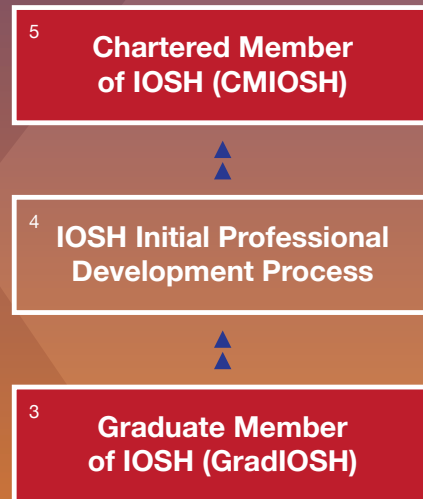 5
Chartered Member
of IOSH (CMIOSH)
4
IOSH Initial Professional
Development Process
3
Graduate Member
of IOSH (GradIOSH)